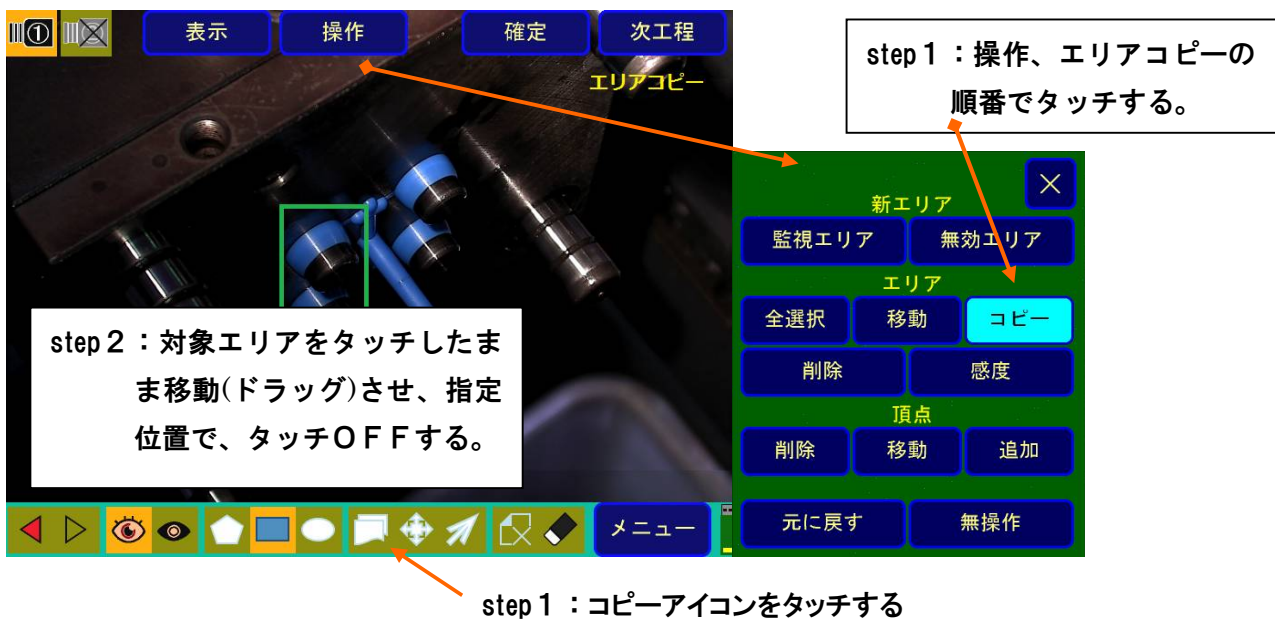 ①
表示
操作
確定
次工程
エリアコピー
step１：操作、エリアコピーの
順番でタッチする。
×
新エリア
監視エリア
無効エリア
エリア
全選択
移動
コピー
削除
感度
頂点
削除
移動
追加
元に戻す
無操作
step２：対象エリアをタッチしたま
ま移動(ドラッグ)させ、指定
位置で、タッチＯＦＦする。
メニュー
step１：コピーアイコンをタッチする